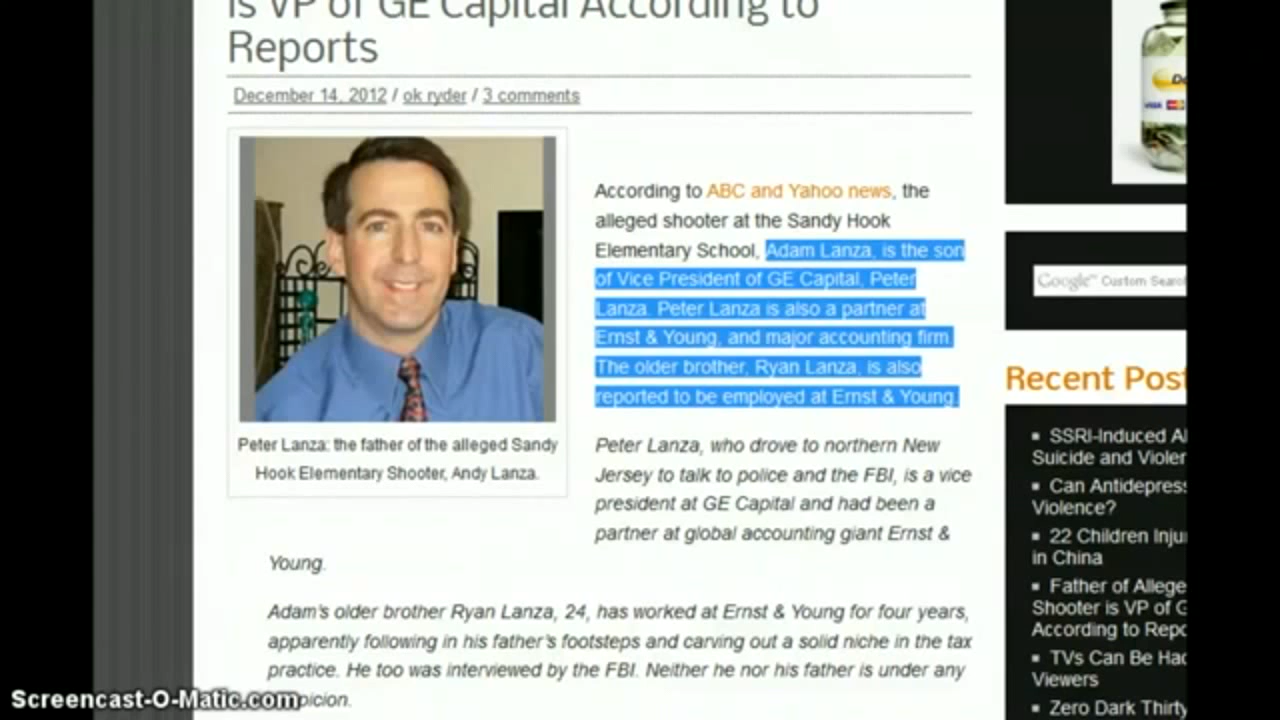 is VP of GE Capital According to
Reports
December 14, 2012 / ok ryder / 3 comments
According to ABC and Yahoo news, the
alleged shooter at the Sandy Hook
Elementary School, Adam Lanza, is the son
of Vice President of GE Capital, Peter
Lanza. Peter Lanza is also a partner at
Ernst & Young, and major accounting firm.
The older brother, Ryan Lanza, is also
reported to be employed at Ernst & Young.
Peter Lanza: the father of the alleged Sandy
Hook Elementary Shooter, Andy Lanza.
Peter Lanza, who drove to northern New
Jersey to talk to police and the FBI, is a vice
president at GE Capital and had been a
partner at global accounting giant Ernst &
Young.
Adam's older brother Ryan Lanza, 24, has worked at Ernst & Young for four years,
apparently following in his father's footsteps and carving out a solid niche in the tax
practice. He too was interviewed by the FBI. Neither he nor his father is under any
picion.
VISA
Google™ Custom Searc
Recent Post
SSRI-Induced A
Suicide and Violen
Can Antidepress
Violence?
22 Children Inju
in China
Father of Allege
Shooter is VP of G
According to Repo
TVs Can Be Hac
Viewers
Zero Dark Thirty
Screencast-O-Matic.com